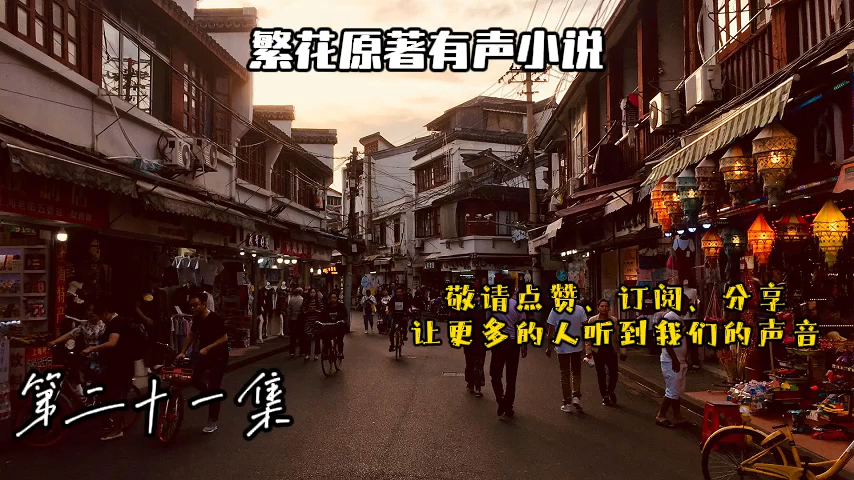 繁花原著有声小说
敬请点赞、订阅、分享
让更多的人听到我们的声音
第二十一集